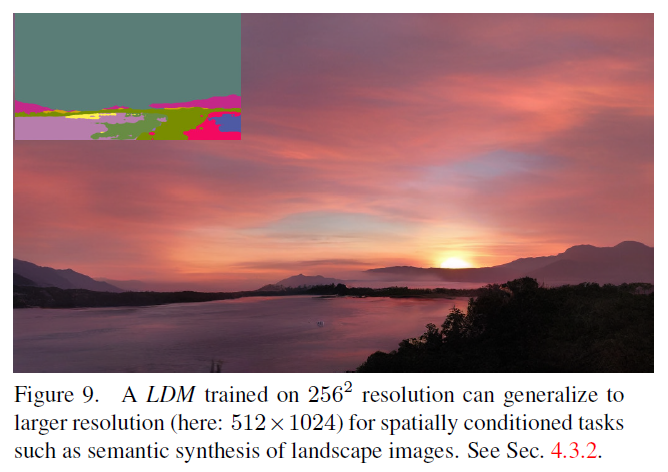 Figure 9. A LDM trained on 256² resolution can generalize to
larger resolution (here: 512×1024) for spatially conditioned tasks
such as semantic synthesis of landscape images. See Sec. 4.3.2.